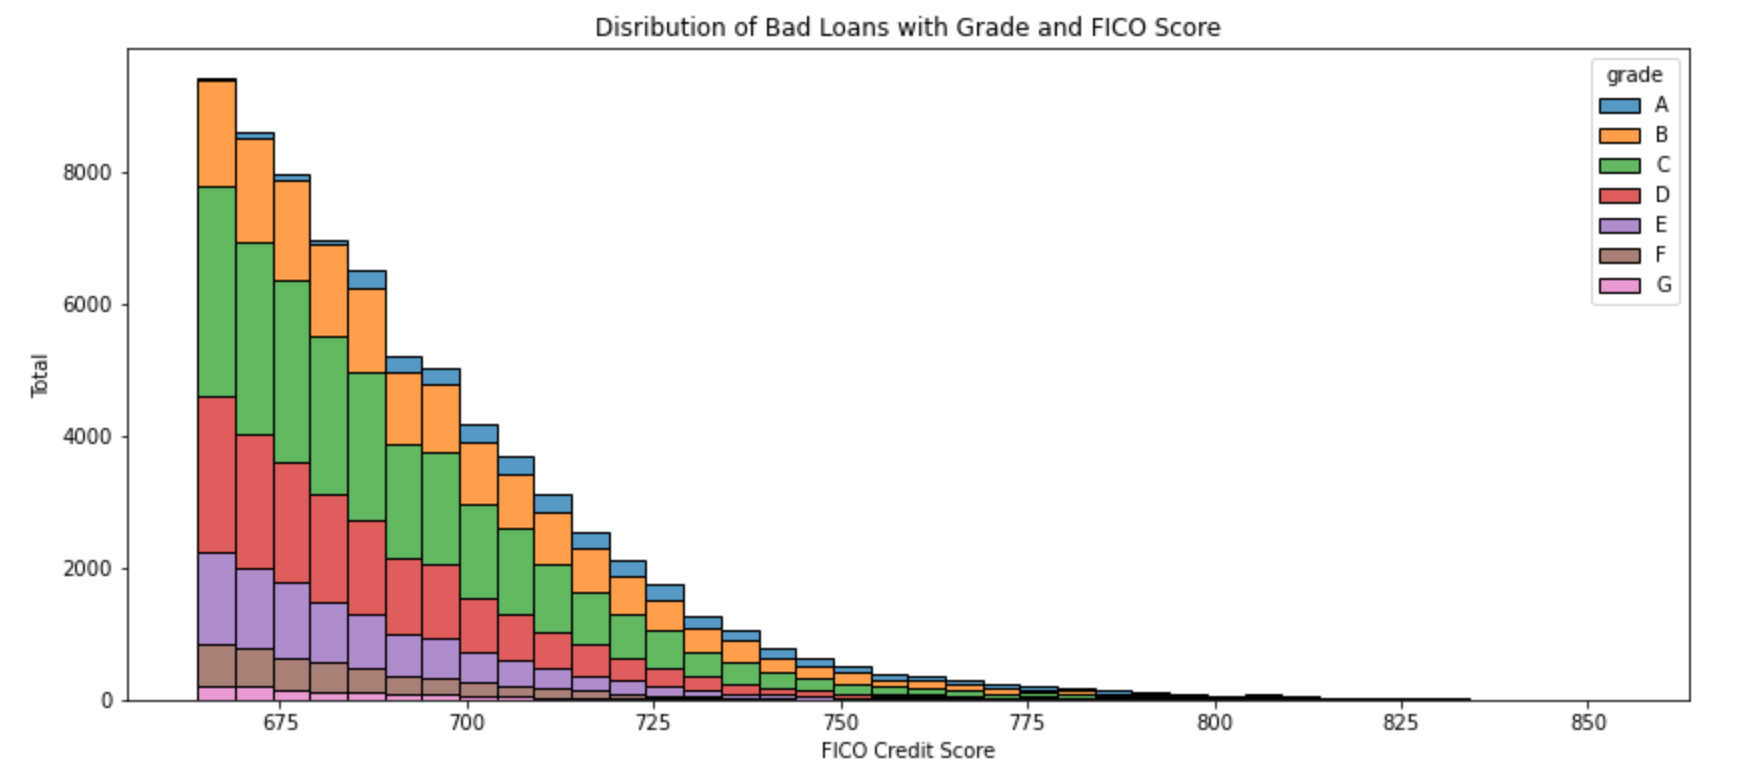 Disribution of Bad Loans with Grade and FICO Score
grade
A
B
C
D
E
F
G
8000
6000
4000
2000
0
Total
675 700 725 750 775 800 825 850
FICO Credit Score